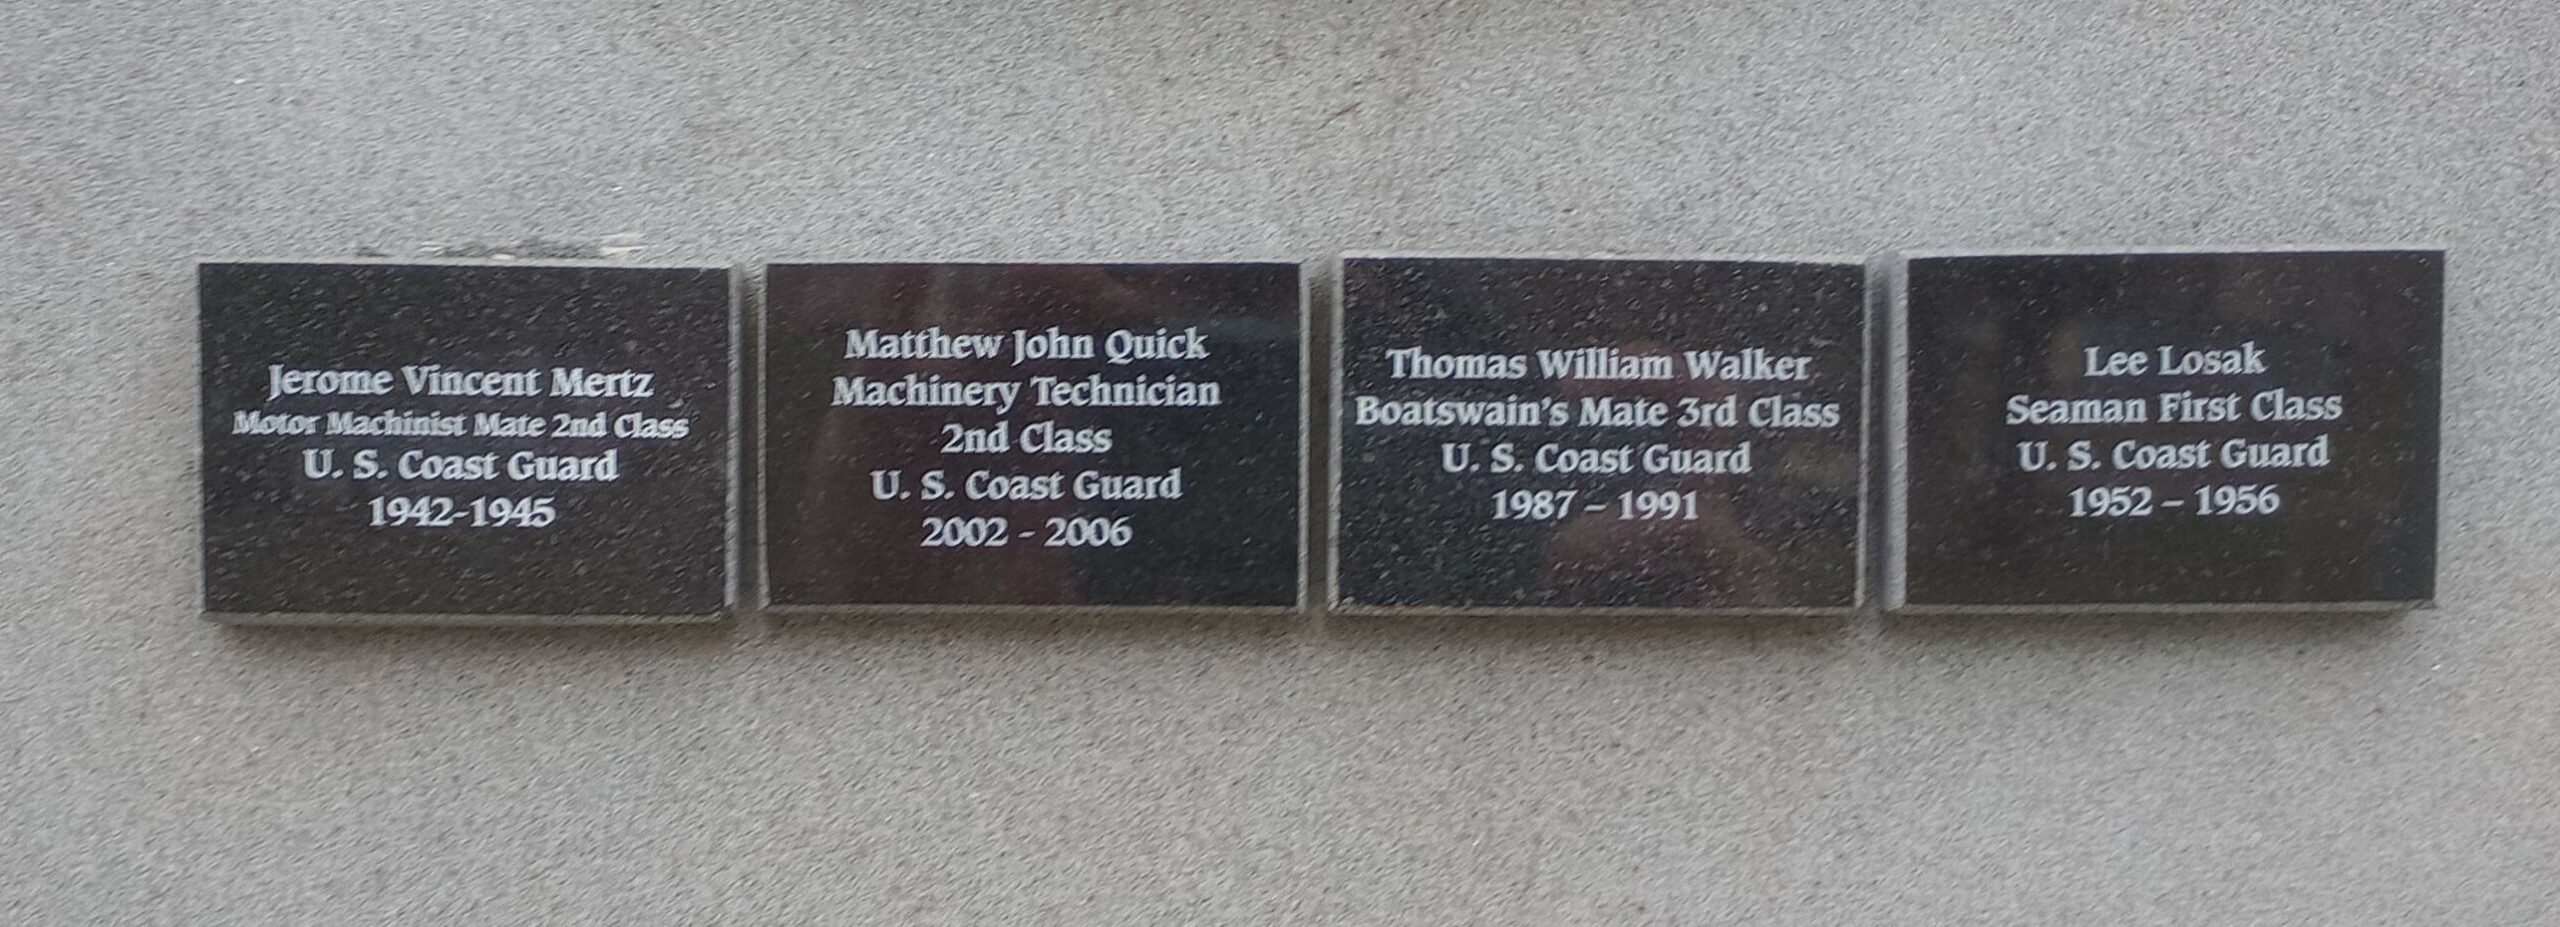 Jerome Vincent Mertz
Motor Machinist Mate 2nd Class
U. S. Coast Guard
1942-1945
Matthew John Quick
Machinery Technician
2nd Class
U. S. Coast Guard
2002 - 2006
Thomas William Walker
Boatswain's Mate 3rd Class
U. S. Coast Guard
1987 – 1991
Lee Losak
Seaman First Class
U. S. Coast Guard
1952 – 1956